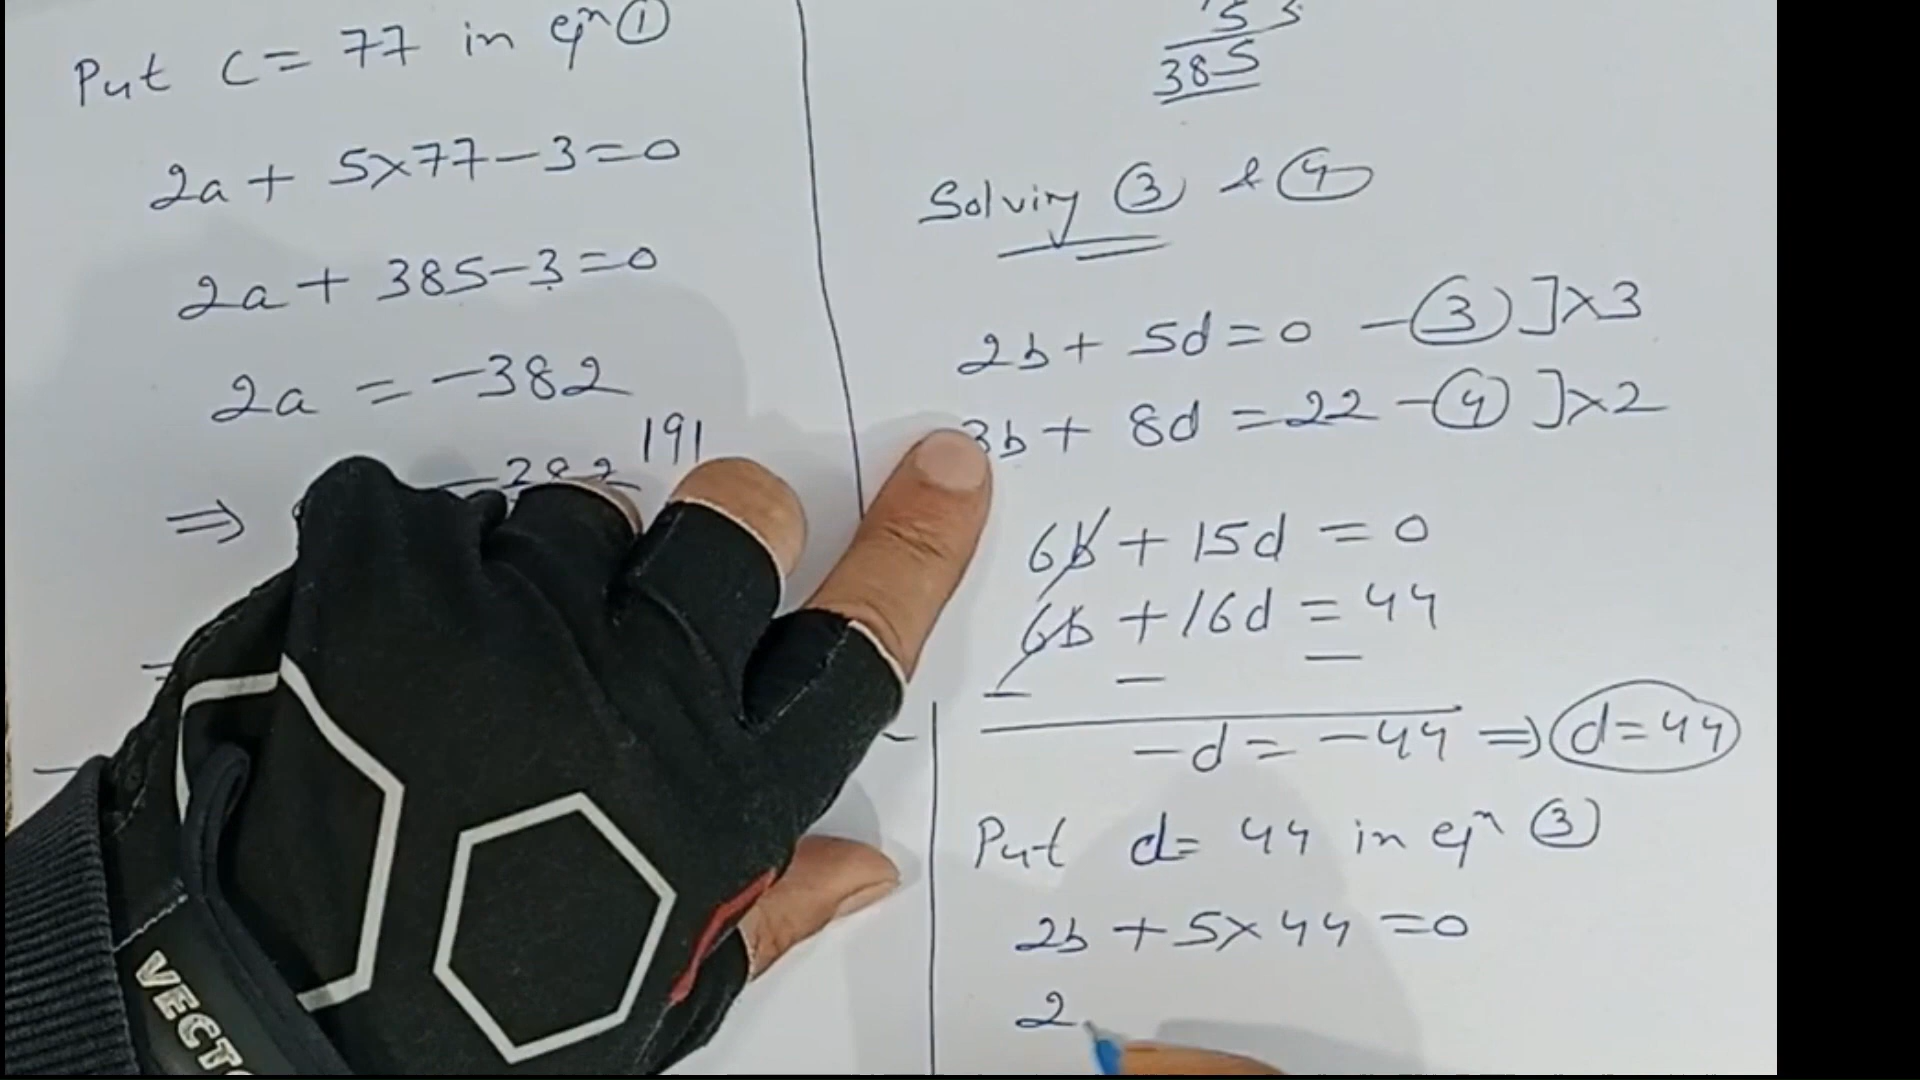 Put c = 77 in eqn ①
2a + 5×77 - 3 = 0
2a + 385 - 3 = 0
2a = -382
⇒ 191
385
Solving ③ & ④
2b + 5d = 0 - ③ ] ×3
3b + 8d = 22 - ④ ] ×2
6b + 15d = 0
6b + 16d = 44
- - -
-d = -44 ⇒ d = 44
Put d = 44 in eqn ③
2b + 5×44 = 0
2